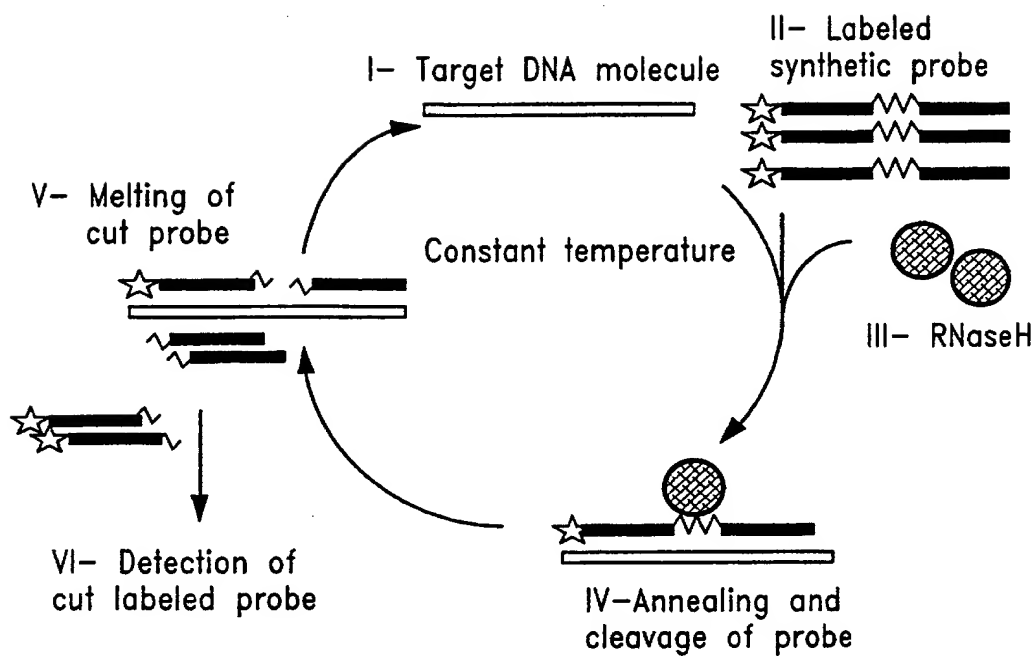 II– Labeled
synthetic probe
I– Target DNA molecule
V– Melting of
cut probe
Constant temperature
III– RNaseH
VI– Detection of
cut labeled probe
IV–Annealing and
cleavage of probe